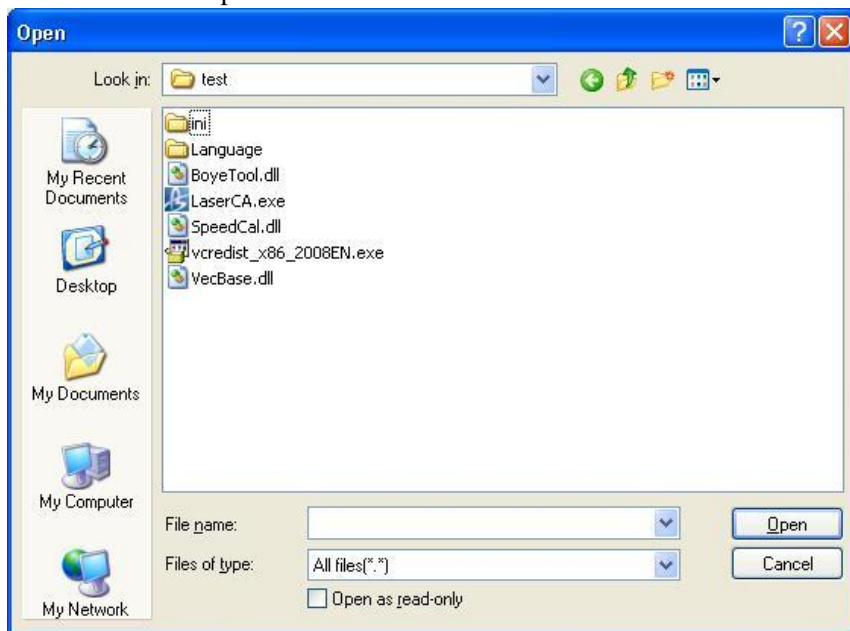 Open
Look in: test
ini
Language
BoyeTool.dll
LaserCA.exe
SpeedCal.dll
vcredist_x86_2008EN.exe
VecBase.dll
My Recent
Documents
Desktop
My Documents
My Computer
My Network
File name:
Open
Files of type: All files(*.*)
Cancel
Open as read-only